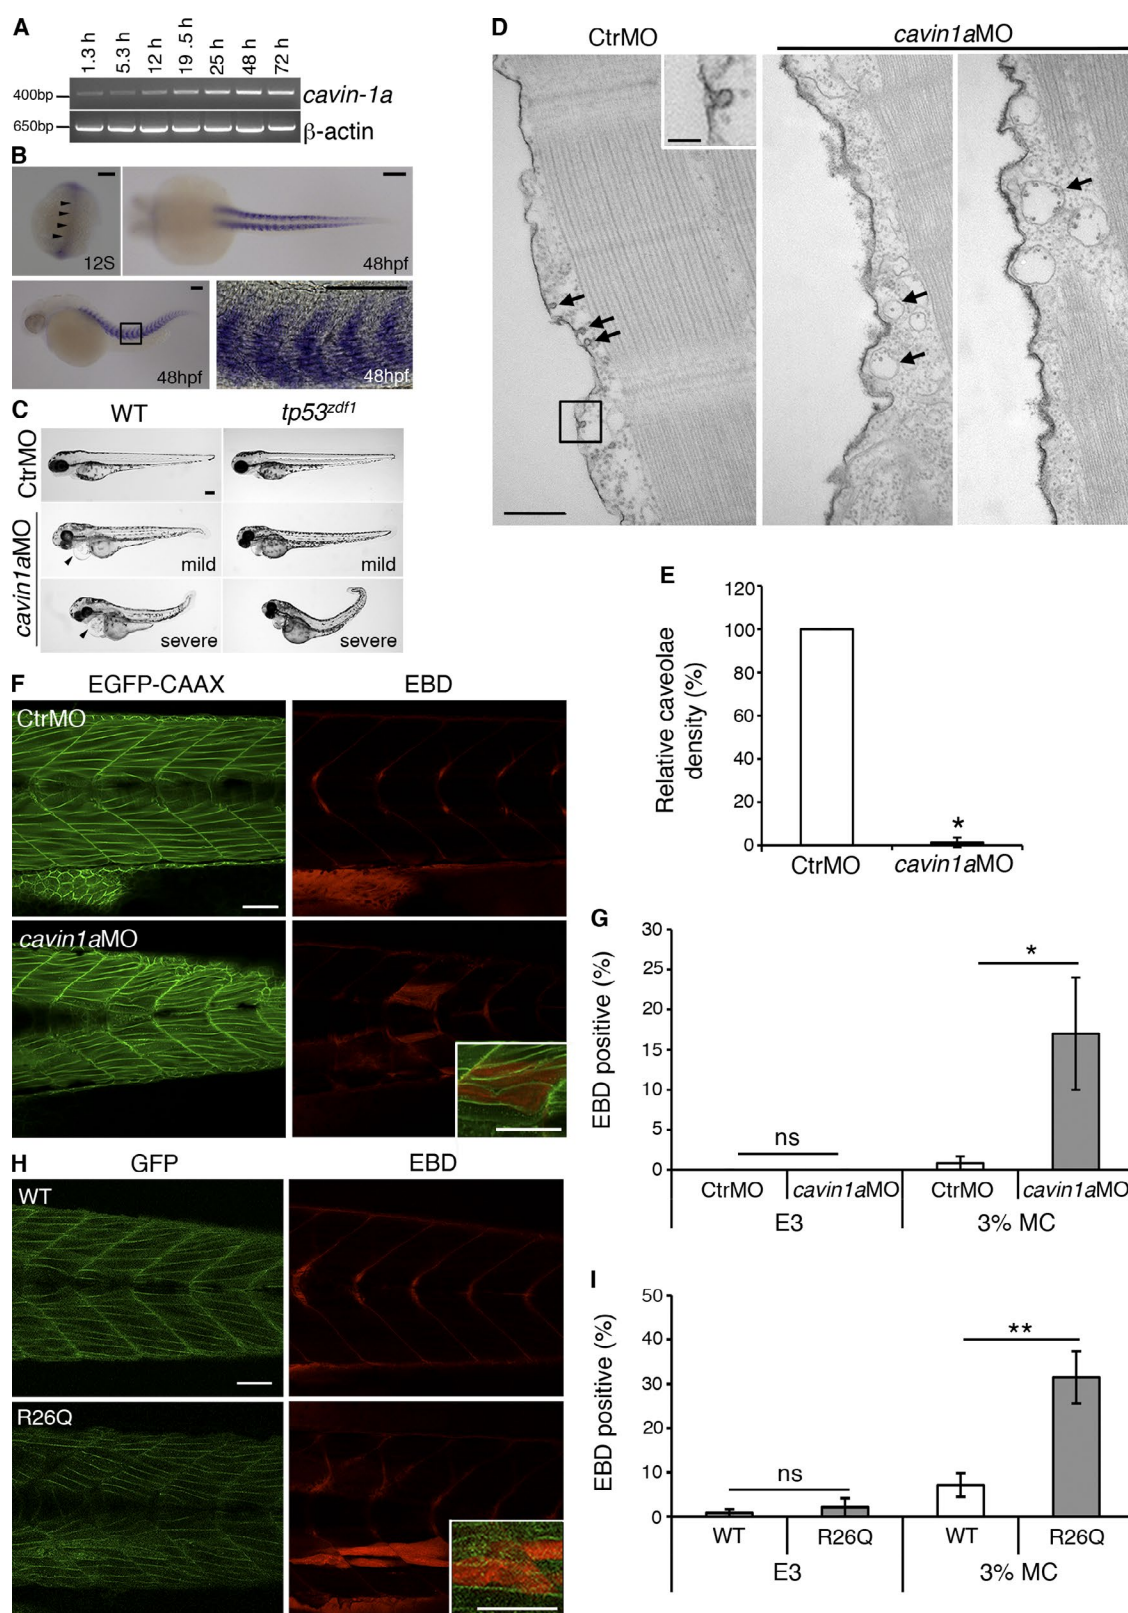 A
1.3 h
5.3 h
12 h
19 .5 h
25 h
48 h
72 h
400bp
cavin-1a
650bp
β-actin
B
12S
48hpf
48hpf
48hpf
C
WT
tp53zdf1
CtrMO
cavin1aMO
mild
mild
severe
severe
D
CtrMO
cavin1aMO
E
Relative caveolae
density (%)
120
100
80
60
40
20
0
*
CtrMO
cavin1aMO
F
EGFP-CAAX
EBD
CtrMO
cavin1aMO
G
EBD positive (%)
30
25
20
15
10
5
0
ns
*
CtrMO
cavin1aMO
CtrMO
cavin1aMO
E3
3% MC
H
GFP
EBD
WT
R26Q
I
EBD positive (%)
50
40
30
20
10
0
ns
**
WT
R26Q
WT
R26Q
E3
3% MC